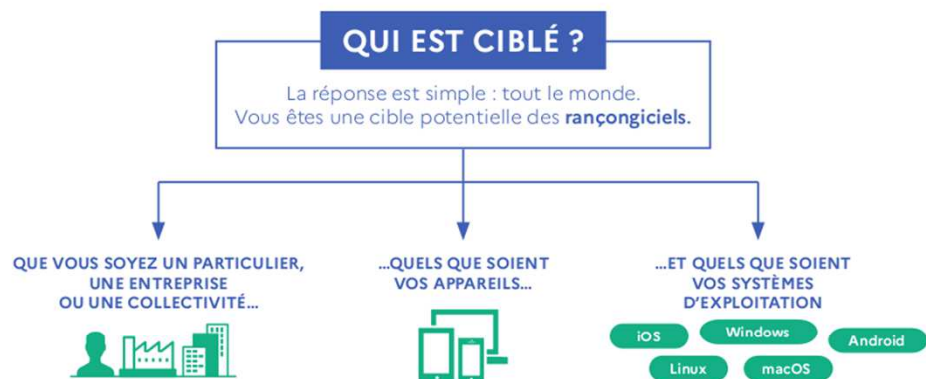 QUI EST CIBLÉ ?
La réponse est simple : tout le monde.
Vous êtes une cible potentielle des rançongiciels.
QUE VOUS SOYEZ UN PARTICULIER,
UNE ENTREPRISE
OU UNE COLLECTIVITÉ...
...QUELS QUE SOIENT
VOS APPAREILS...
...ET QUELS QUE SOIENT
VOS SYSTÈMES
D’EXPLOITATION
iOS
Windows
Android
Linux
macOS